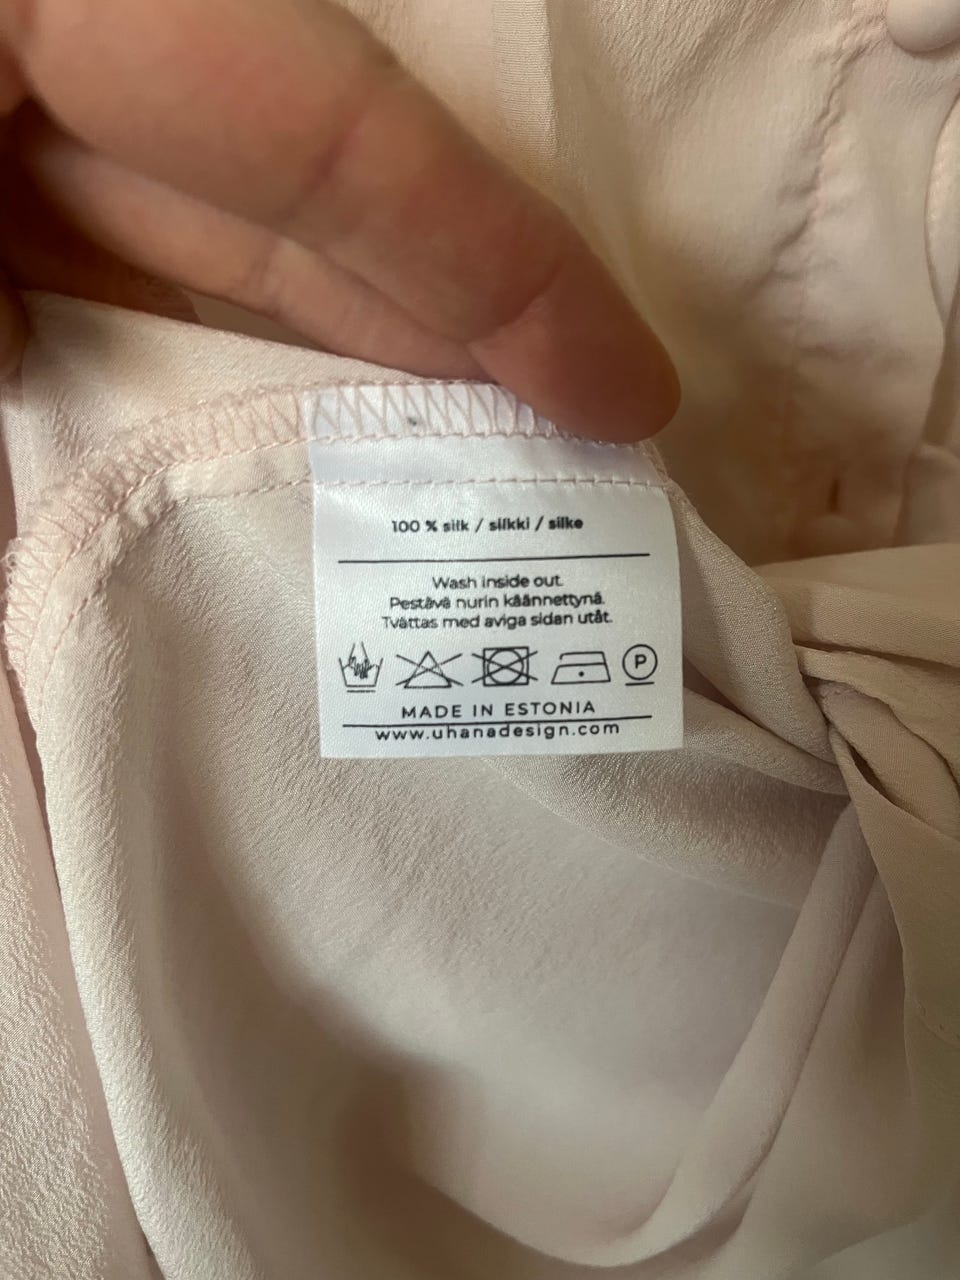 100 % silk / silkki / silke
Wash inside out.
Pestävä nurin käännettynä.
Tvättas med aviga sidan utåt.
P
MADE IN ESTONIA
www.uhanadesign.com